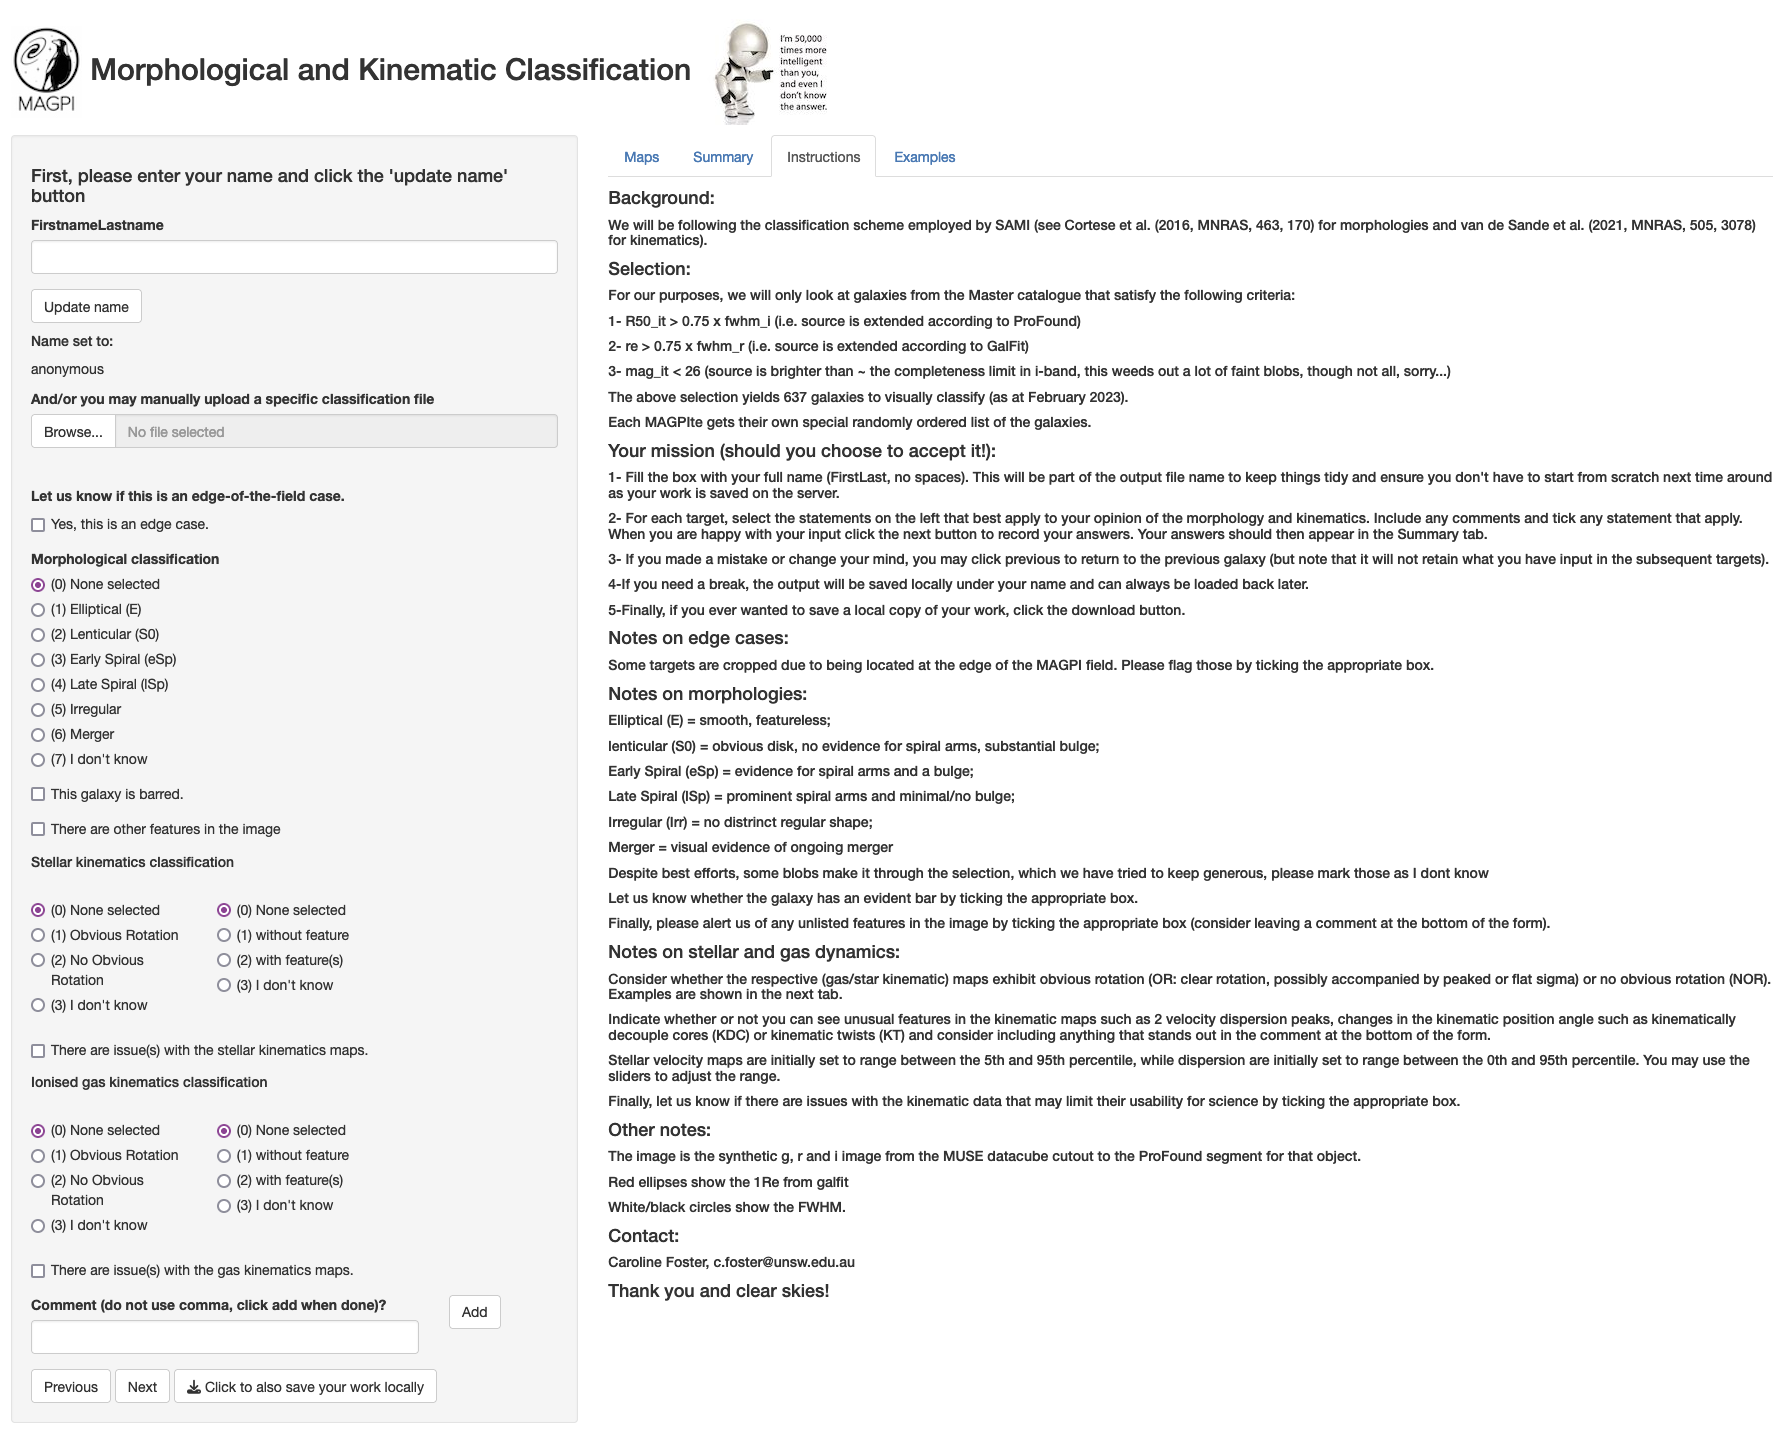 MAGPI
Morphological and Kinematic Classification
I'm 50,000
times more
intelligent
than you,
and even I
don't know
the answer.
First, please enter your name and click the 'update name'
button
FirstnameLastname
Update name
Name set to:
anonymous
And/or you may manually upload a specific classification file
Browse... No file selected
Let us know if this is an edge-of-the-field case.
Yes, this is an edge case.
Morphological classification
(0) None selected
(1) Elliptical (E)
(2) Lenticular (S0)
(3) Early Spiral (eSp)
(4) Late Spiral (lSp)
(5) Irregular
(6) Merger
(7) I don't know
This galaxy is barred.
There are other features in the image
Stellar kinematics classification
(0) None selected
(1) Obvious Rotation
(2) No Obvious
Rotation
(3) I don't know
(0) None selected
(1) without feature
(2) with feature(s)
(3) I don't know
There are issue(s) with the stellar kinematics maps.
Ionised gas kinematics classification
(0) None selected
(1) Obvious Rotation
(2) No Obvious
Rotation
(3) I don't know
(0) None selected
(1) without feature
(2) with feature(s)
(3) I don't know
There are issue(s) with the gas kinematics maps.
Comment (do not use comma, click add when done)?
Add
Previous Next Click to also save your work locally
Maps Summary Instructions Examples
Background:
We will be following the classification scheme employed by SAMI (see Cortese et al. (2016, MNRAS, 463, 170) for morphologies and van de Sande et al. (2021, MNRAS, 505, 3078)
for kinematics).
Selection:
For our purposes, we will only look at galaxies from the Master catalogue that satisfy the following criteria:
1- R50_it > 0.75 x fwhm_i (i.e. source is extended according to ProFound)
2- re > 0.75 x fwhm_r (i.e. source is extended according to GalFit)
3- mag_it < 26 (source is brighter than ~ the completeness limit in i-band, this weeds out a lot of faint blobs, though not all, sorry...)
The above selection yields 637 galaxies to visually classify (as at February 2023).
Each MAGPIte gets their own special randomly ordered list of the galaxies.
Your mission (should you choose to accept it!):
1- Fill the box with your full name (FirstLast, no spaces). This will be part of the output file name to keep things tidy and ensure you don't have to start from scratch next time around
as your work is saved on the server.
2- For each target, select the statements on the left that best apply to your opinion of the morphology and kinematics. Include any comments and tick any statement that apply.
When you are happy with your input click the next button to record your answers. Your answers should then appear in the Summary tab.
3- If you made a mistake or change your mind, you may click previous to return to the previous galaxy (but note that it will not retain what you have input in the subsequent targets).
4-If you need a break, the output will be saved locally under your name and can always be loaded back later.
5-Finally, if you ever wanted to save a local copy of your work, click the download button.
Notes on edge cases:
Some targets are cropped due to being located at the edge of the MAGPI field. Please flag those by ticking the appropriate box.
Notes on morphologies:
Elliptical (E) = smooth, featureless;
lenticular (S0) = obvious disk, no evidence for spiral arms, substantial bulge;
Early Spiral (eSp) = evidence for spiral arms and a bulge;
Late Spiral (lSp) = prominent spiral arms and minimal/no bulge;
Irregular (Irr) = no distrinct regular shape;
Merger = visual evidence of ongoing merger
Despite best efforts, some blobs make it through the selection, which we have tried to keep generous, please mark those as I dont know
Let us know whether the galaxy has an evident bar by ticking the appropriate box.
Finally, please alert us of any unlisted features in the image by ticking the appropriate box (consider leaving a comment at the bottom of the form).
Notes on stellar and gas dynamics:
Consider whether the respective (gas/star kinematic) maps exhibit obvious rotation (OR: clear rotation, possibly accompanied by peaked or flat sigma) or no obvious rotation (NOR).
Examples are shown in the next tab.
Indicate whether or not you can see unusual features in the kinematic maps such as 2 velocity dispersion peaks, changes in the kinematic position angle such as kinematically
decouple cores (KDC) or kinematic twists (KT) and consider including anything that stands out in the comment at the bottom of the form.
Stellar velocity maps are initially set to range between the 5th and 95th percentile, while dispersion are initially set to range between the 0th and 95th percentile. You may use the
sliders to adjust the range.
Finally, let us know if there are issues with the kinematic data that may limit their usability for science by ticking the appropriate box.
Other notes:
The image is the synthetic g, r and i image from the MUSE datacube cutout to the ProFound segment for that object.
Red ellipses show the 1Re from galfit
White/black circles show the FWHM.
Contact:
Caroline Foster, c.foster@unsw.edu.au
Thank you and clear skies!